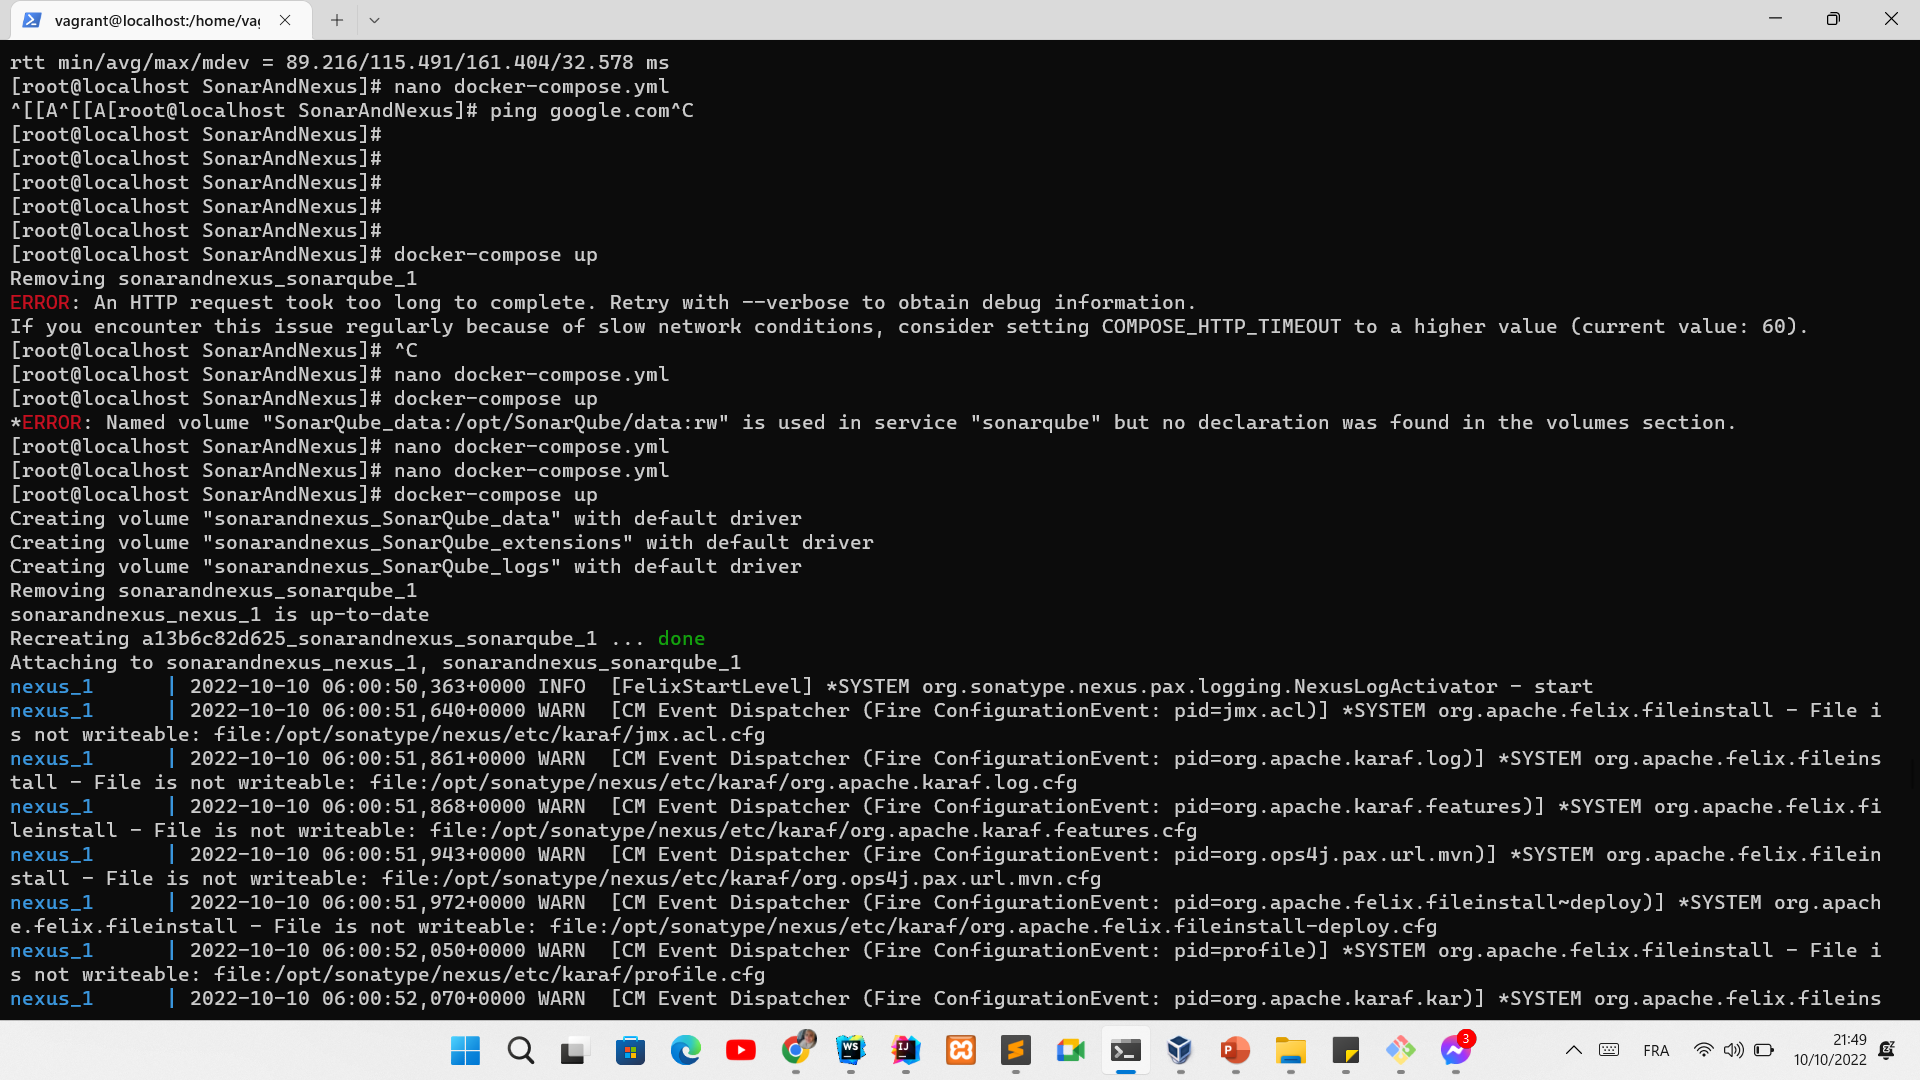 vagrant@localhost:/home/vag
rtt min/avg/max/mdev = 89.216/115.491/161.404/32.578 ms
[root@localhost SonarAndNexus]# nano docker-compose.yml
^[[A^[[A[root@localhost SonarAndNexus]# ping google.com^C
[root@localhost SonarAndNexus]#
[root@localhost SonarAndNexus]#
[root@localhost SonarAndNexus]#
[root@localhost SonarAndNexus]#
[root@localhost SonarAndNexus]#
[root@localhost SonarAndNexus]# docker-compose up
Removing sonarandnexus_sonarqube_1
ERROR: An HTTP request took too long to complete. Retry with --verbose to obtain debug information.
If you encounter this issue regularly because of slow network conditions, consider setting COMPOSE_HTTP_TIMEOUT to a higher value (current value: 60).
[root@localhost SonarAndNexus]# ^C
[root@localhost SonarAndNexus]# nano docker-compose.yml
[root@localhost SonarAndNexus]# docker-compose up
*ERROR: Named volume "SonarQube_data:/opt/SonarQube/data:rw" is used in service "sonarqube" but no declaration was found in the volumes section.
[root@localhost SonarAndNexus]# nano docker-compose.yml
[root@localhost SonarAndNexus]# nano docker-compose.yml
[root@localhost SonarAndNexus]# docker-compose up
Creating volume "sonarandnexus_SonarQube_data" with default driver
Creating volume "sonarandnexus_SonarQube_extensions" with default driver
Creating volume "sonarandnexus_SonarQube_logs" with default driver
Removing sonarandnexus_sonarqube_1
sonarandnexus_nexus_1 is up-to-date
Recreating a13b6c82d625_sonarandnexus_sonarqube_1 ... done
Attaching to sonarandnexus_nexus_1, sonarandnexus_sonarqube_1
nexus_1      | 2022-10-10 06:00:50,363+0000 INFO  [FelixStartLevel] *SYSTEM org.sonatype.nexus.pax.logging.NexusLogActivator - start
nexus_1      | 2022-10-10 06:00:51,640+0000 WARN  [CM Event Dispatcher (Fire ConfigurationEvent: pid=jmx.acl)] *SYSTEM org.apache.felix.fileinstall - File i
s not writeable: file:/opt/sonatype/nexus/etc/karaf/jmx.acl.cfg
nexus_1      | 2022-10-10 06:00:51,861+0000 WARN  [CM Event Dispatcher (Fire ConfigurationEvent: pid=org.apache.karaf.log)] *SYSTEM org.apache.felix.fileins
tall - File is not writeable: file:/opt/sonatype/nexus/etc/karaf/org.apache.karaf.log.cfg
nexus_1      | 2022-10-10 06:00:51,868+0000 WARN  [CM Event Dispatcher (Fire ConfigurationEvent: pid=org.apache.karaf.features)] *SYSTEM org.apache.felix.fi
leinstall - File is not writeable: file:/opt/sonatype/nexus/etc/karaf/org.apache.karaf.features.cfg
nexus_1      | 2022-10-10 06:00:51,943+0000 WARN  [CM Event Dispatcher (Fire ConfigurationEvent: pid=org.ops4j.pax.url.mvn)] *SYSTEM org.apache.felix.filein
stall - File is not writeable: file:/opt/sonatype/nexus/etc/karaf/org.ops4j.pax.url.mvn.cfg
nexus_1      | 2022-10-10 06:00:51,972+0000 WARN  [CM Event Dispatcher (Fire ConfigurationEvent: pid=org.apache.felix.fileinstall~deploy)] *SYSTEM org.apach
e.felix.fileinstall - File is not writeable: file:/opt/sonatype/nexus/etc/karaf/org.apache.felix.fileinstall-deploy.cfg
nexus_1      | 2022-10-10 06:00:52,050+0000 WARN  [CM Event Dispatcher (Fire ConfigurationEvent: pid=profile)] *SYSTEM org.apache.felix.fileinstall - File i
s not writeable: file:/opt/sonatype/nexus/etc/karaf/profile.cfg
nexus_1      | 2022-10-10 06:00:52,070+0000 WARN  [CM Event Dispatcher (Fire ConfigurationEvent: pid=org.apache.karaf.kar)] *SYSTEM org.apache.felix.fileins
WS
IJ
P
3
FRA
21:49
10/10/2022